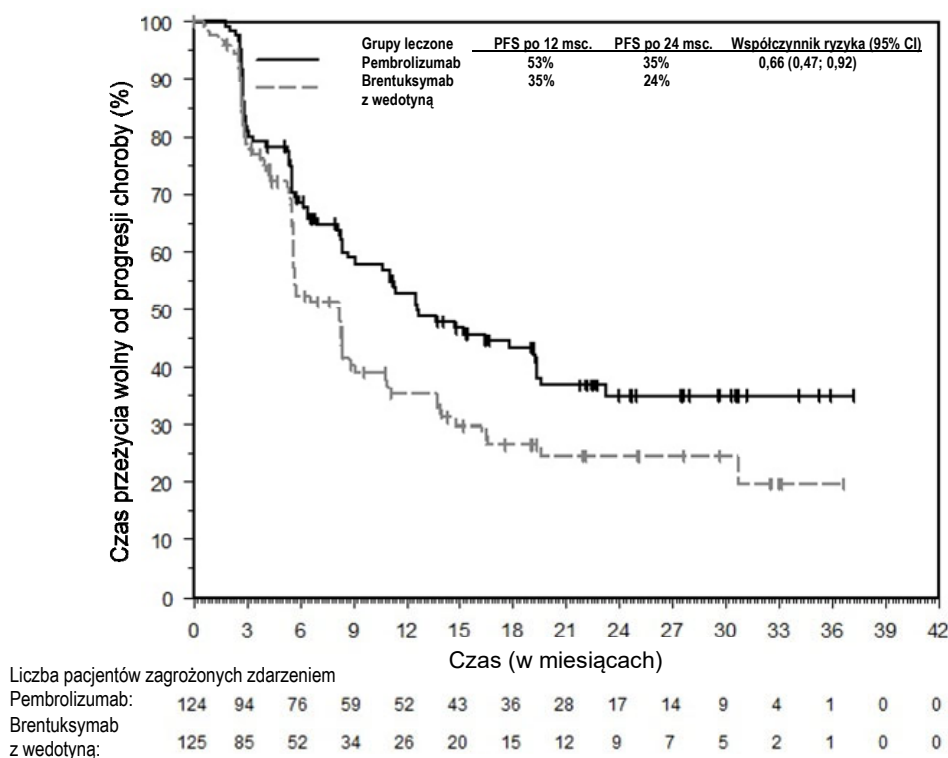 Grupy leczone PFS po 12 msc. PFS po 24 msc. Współczynnik ryzyka (95% CI)
Pembrolizumab 53% 35% 0,66 (0,47; 0,92)
Brentuksymab 35% 24%
z wedotyną
Czas przeżycia wolny od progresji choroby (%)
100
90
80
70
60
50
40
30
20
10
0
0 3 6 9 12 15 18 21 24 27 30 33 36 39 42
Czas (w miesiącach)
Liczba pacjentów zagrożonych zdarzeniem
Pembrolizumab: 124 94 76 59 52 43 36 28 17 14 9 4 1 0 0
Brentuksymab
z wedotyną: 125 85 52 34 26 20 15 12 9 7 5 2 1 0 0